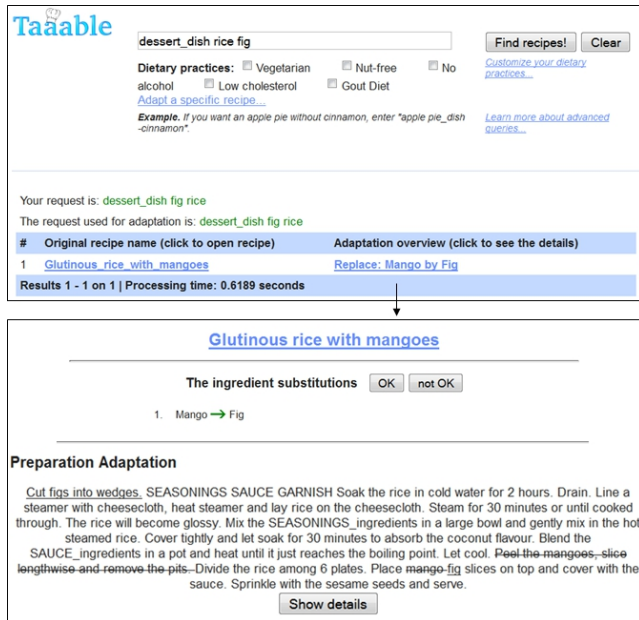 Taaable
dessert_dish rice fig
Find recipes! Clear
Dietary practices: Vegetarian Nut-free No
alcohol Low cholesterol Gout Diet
Customize your dietary
practices...
Adapt a specific recipe...
Example. If you want an apple pie without cinnamon, enter "apple pie_dish
-cinnamon".
Learn more about advanced
queries...
Your request is: dessert_dish fig rice
The request used for adaptation is: dessert_dish fig rice
# Original recipe name (click to open recipe) Adaptation overview (click to see the details)
1 Glutinous_rice_with_mangoes Replace: Mango by Fig
Results 1 - 1 on 1 | Processing time: 0.6189 seconds
Glutinous rice with mangoes
The ingredient substitutions OK not OK
1. Mango → Fig
Preparation Adaptation
Cut figs into wedges. SEASONINGS SAUCE GARNISH Soak the rice in cold water for 2 hours. Drain. Line a
steamer with cheesecloth, heat steamer and lay rice on the cheesecloth. Steam for 30 minutes or until cooked
through. The rice will become glossy. Mix the SEASONINGS_ingredients in a large bowl and gently mix in the hot
steamed rice. Cover tightly and let soak for 30 minutes to absorb the coconut flavour. Blend the
SAUCE_ingredients in a pot and heat until it just reaches the boiling point. Let cool. Peel the mangoes, slice
lengthwise and remove the pits. Divide the rice among 6 plates. Place mango fig slices on top and cover with the
sauce. Sprinkle with the sesame seeds and serve.
Show details